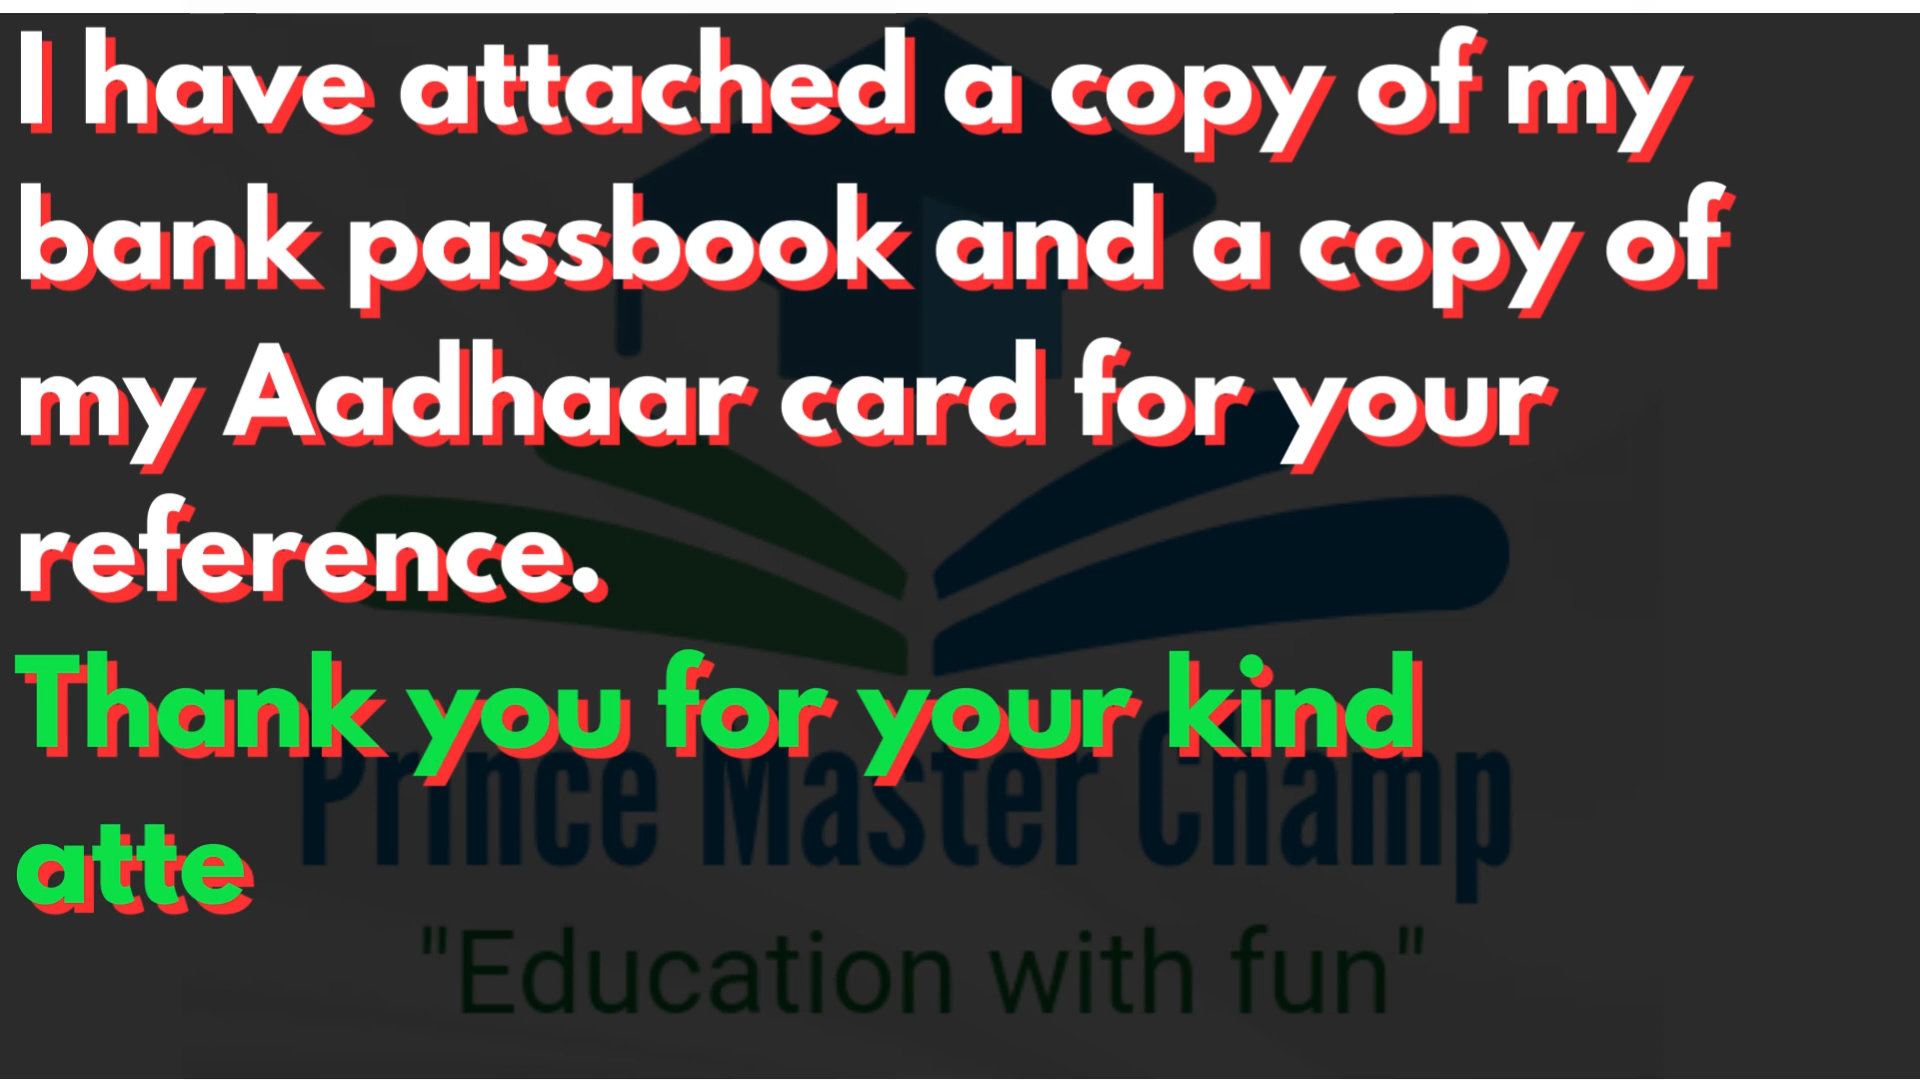 I have attached a copy of my
bank passbook and a copy of
my Aadhaar card for your
reference.
Thank you for your kind
atte
Prince Master Champ
"Education with fun"